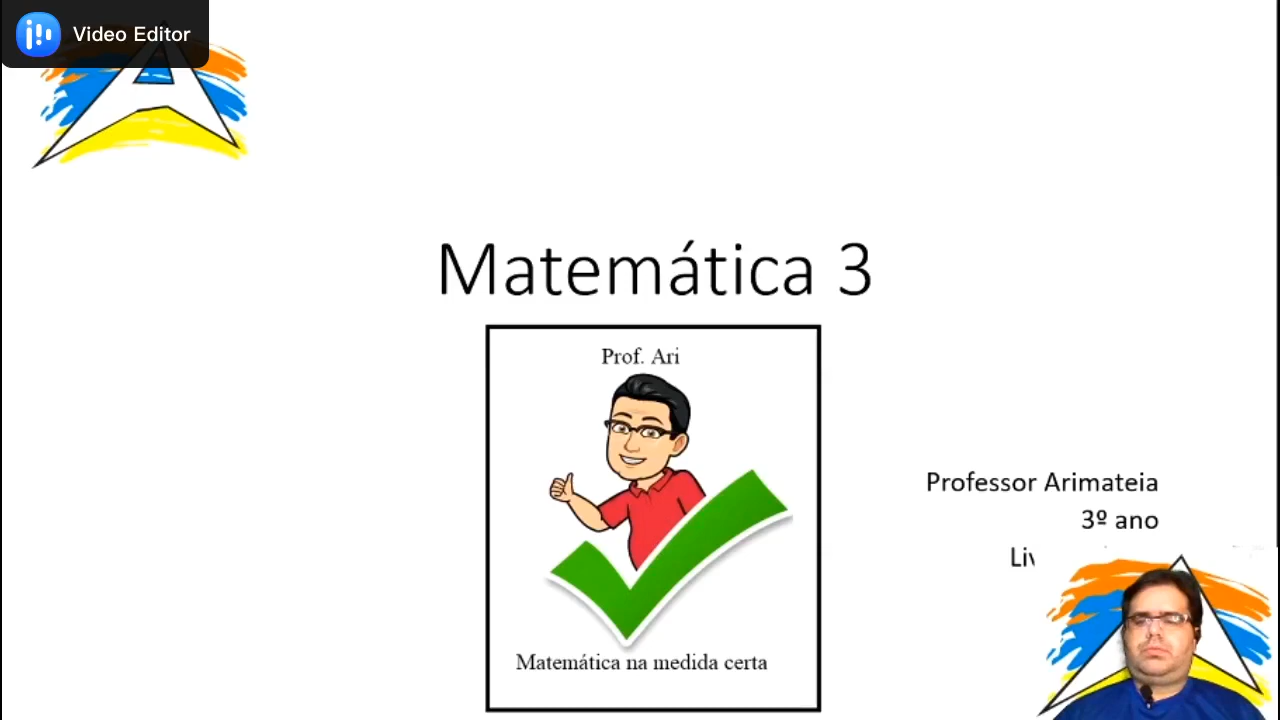 Video Editor
Matemática 3
Prof. Ari
Professor Arimateia
3º ano
Matemática na medida certa